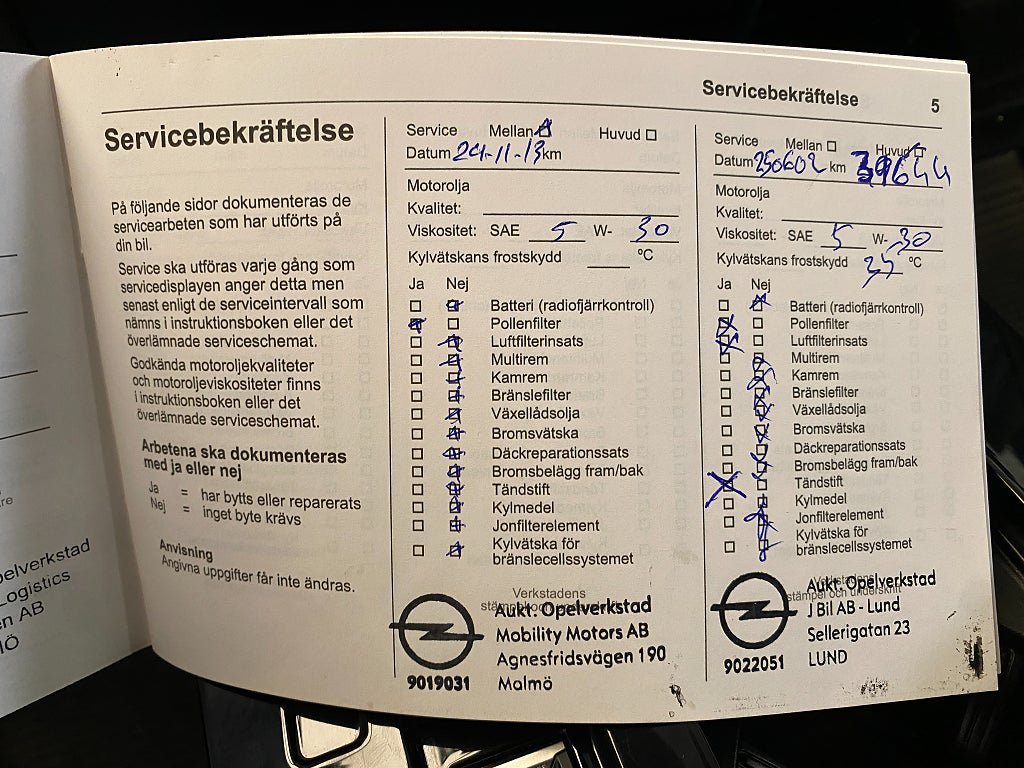 Servicebekräftelse 5
Servicebekräftelse
På följande sidor dokumenteras de
servicearbeten som har utförts på
din bil.
Service ska utföras varje gång som
servicedisplayen anger detta men
senast enligt de serviceintervall som
nämns i instruktionsboken eller det
överlämnade serviceschemat.
Godkända motoroljekvaliteter
och motoroljeviskositeter finns
i instruktionsboken eller det
överlämnade serviceschemat.
Arbetena ska dokumenteras
med ja eller nej
Ja = har bytts eller reparerats
Nej = inget byte krävs
Anvisning
Angivna uppgifter får inte ändras.
Service Mellan Huvud
Datum 24-11-13 km
Motorolja
Kvalitet:
Viskositet: SAE 5 W- 30
Kylvätskans frostskydd °C
Ja Nej
Batteri (radiofjärrkontroll)
Pollenfilter
Luftfilterinsats
Multirem
Kamrem
Bränslefilter
Växellådsolja
Bromsvätska
Däckreparationssats
Bromsbelägg fram/bak
Tändstift
Kylmedel
Jonfilterelement
Kylvätska för
bränslecellssystemet
Verkstadens
Aukt. Opelverkstad
Mobility Motors AB
Agnesfridsvägen 190
9019031 Malmö
Service Mellan Huvud
Datum 250602 km 39644
Motorolja
Kvalitet:
Viskositet: SAE 5 W- 30
Kylvätskans frostskydd °C
Ja Nej
Batteri (radiofjärrkontroll)
Pollenfilter
Luftfilterinsats
Multirem
Kamrem
Bränslefilter
Växellådsolja
Bromsvätska
Däckreparationssats
Bromsbelägg fram/bak
Tändstift
Kylmedel
Jonfilterelement
Kylvätska för
bränslecellssystemet
Verkstadens
stämpel och underskrift
Aukt. Opelverkstad
J Bil AB - Lund
Sellerigatan 23
9022051 LUND
elverkstad
Logistics
n AB
Ö